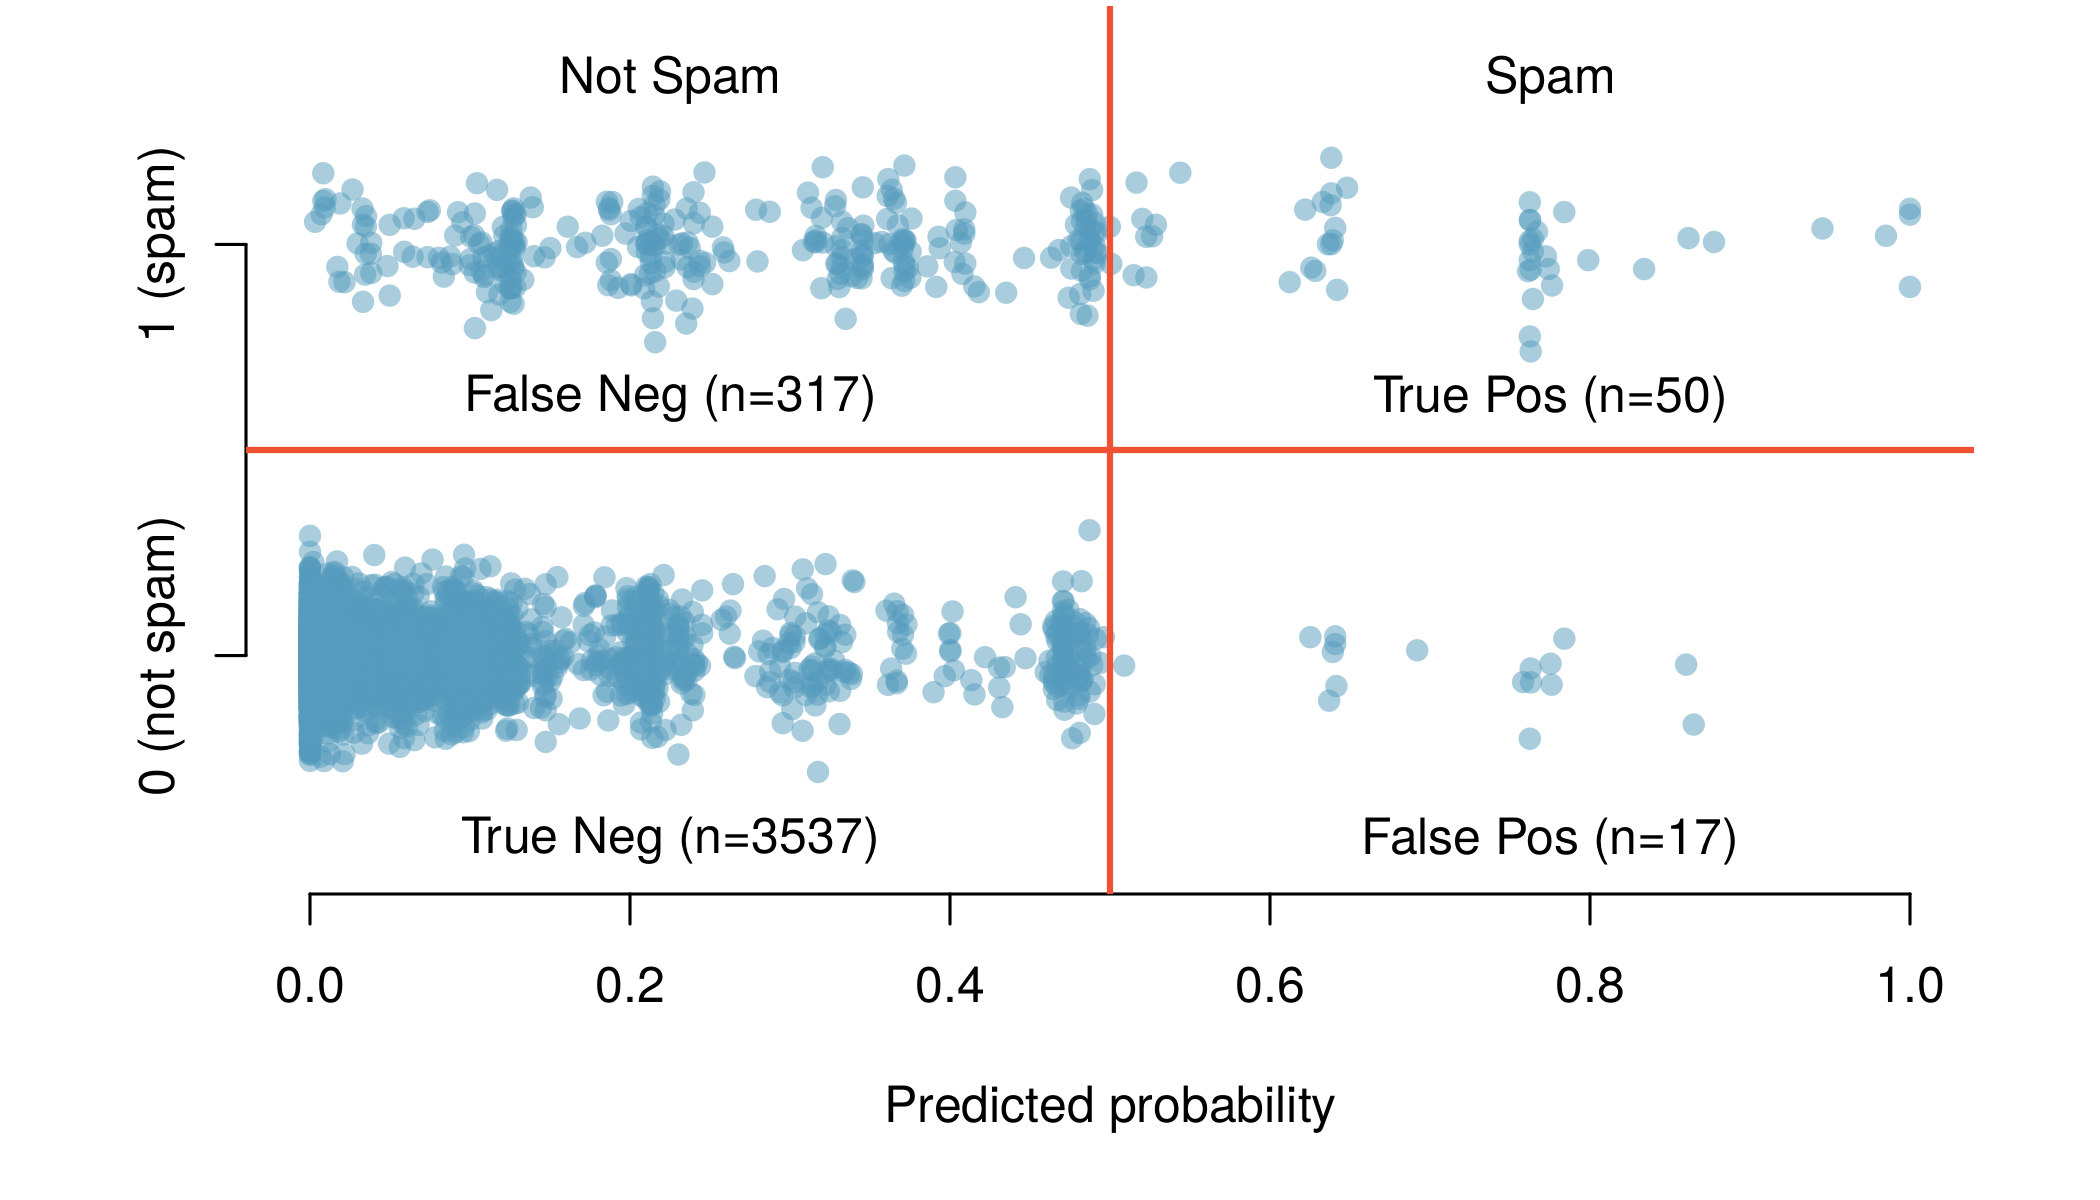 Not Spam
Spam
1 (spam)
False Neg (n=317)
True Pos (n=50)
0 (not spam)
True Neg (n=3537)
False Pos (n=17)
0.0 0.2 0.4 0.6 0.8 1.0
Predicted probability